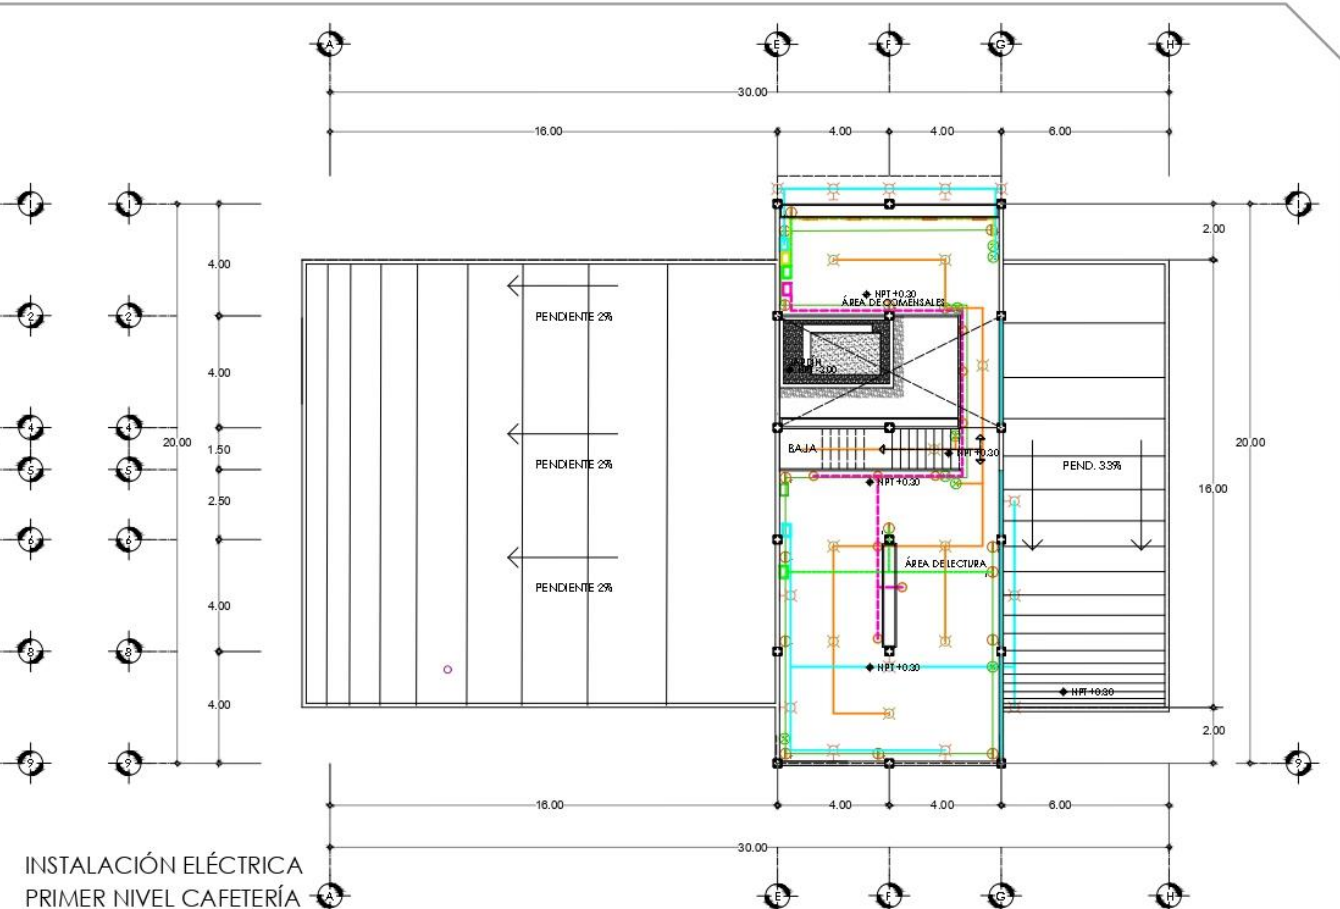 A E F G H
30.00
16.00 4.00 4.00 6.00
1 1 1
2.00
4.00
NPT +0.30
ÁREA DE COMENSALES
2 2
PENDIENTE 2%
4.00
4 4
20.00
1.50
BAJA
NPT +0.30
20.00
5 5
PENDIENTE 2%
PEND. 33%
NPT +0.30
16.00
2.50
6 6
ÁREA DE LECTURA
PENDIENTE 2%
4.00
8 8
NPT +0.30
NPT +0.30
4.00
2.00
9 9 9
16.00 4.00 4.00 6.00
30.00
INSTALACIÓN ELÉCTRICA
PRIMER NIVEL CAFETERÍA
A E F G H